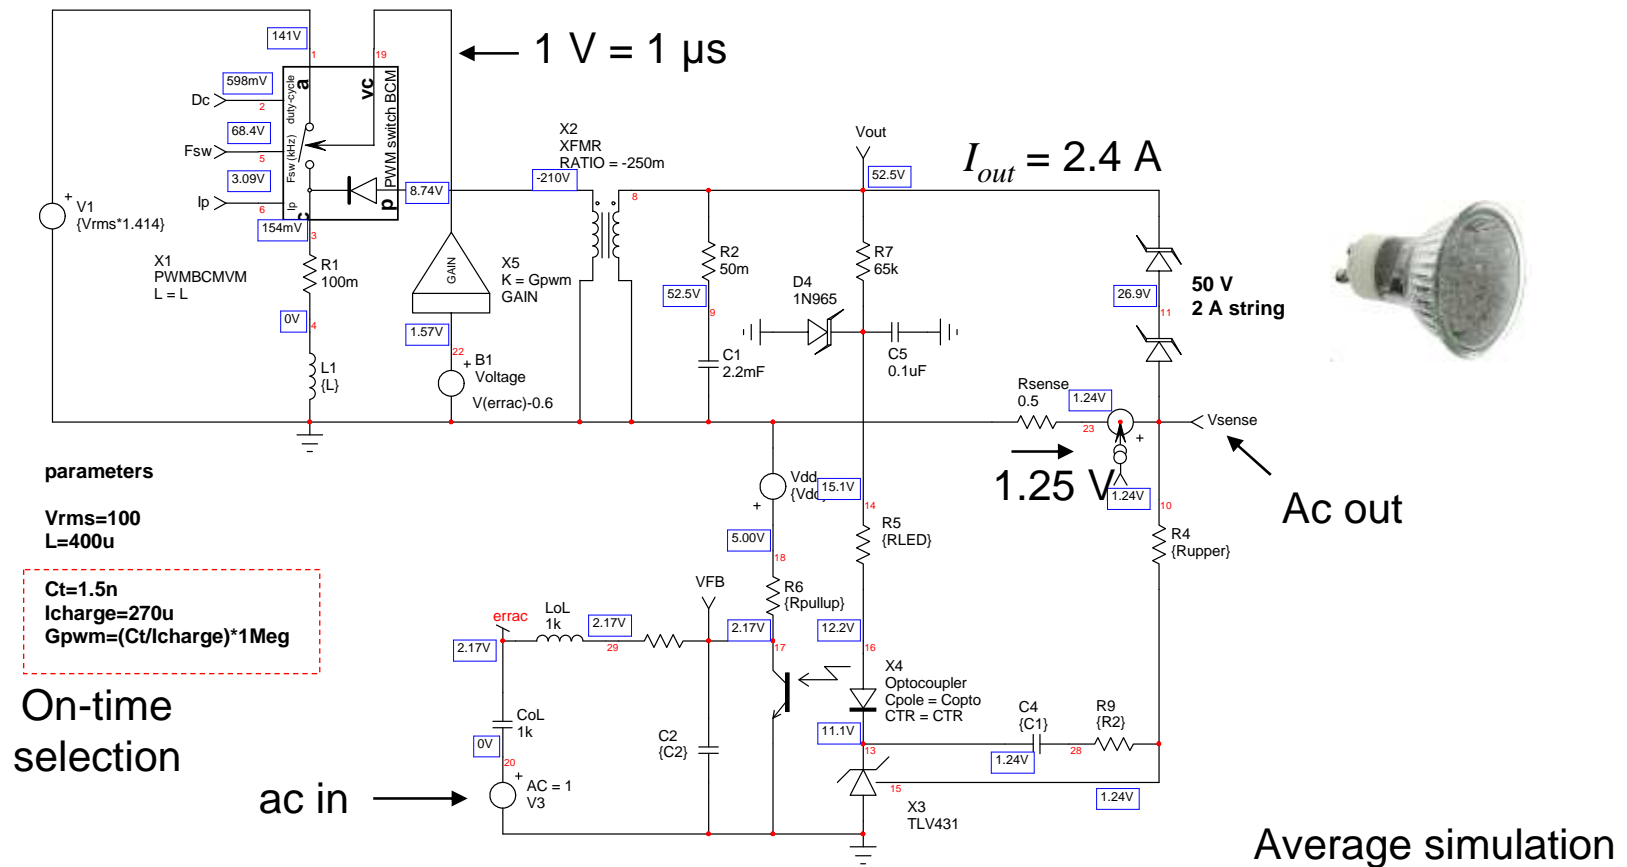 141V
1
19
1 V = 1 µs
598mV
Dc
2
duty-cycle
a
vc
PWM switch BCM
68.4V
Fsw
5
Fsw (kHz)
3.09V
Ip
6
Ip
c
p
154mV
3
8.74V
V1
{Vrms*1.414}
X1
PWMBCMVM
L = L
R1
100m
0V
4
L1
{L}
GAIN
X5
K = Gpwm
GAIN
1.57V
22
B1
Voltage
V(errac)-0.6
X2
XFMR
RATIO = -250m
-210V
8
Vout
52.5V
Iout = 2.4 A
R2
50m
52.5V
9
C1
2.2mF
R7
65k
D4
1N965
C5
0.1uF
26.9V
11
50 V
2 A string
Rsense
0.5
1.24V
23
Vsense
1.25 V
1.24V
10
Ac out
parameters
Vrms=100
L=400u
Ct=1.5n
Icharge=270u
Gpwm=(Ct/Icharge)*1Meg
On-time
selection
Vdd
15.1V
14
5.00V
18
R5
{RLED}
R4
{Rupper}
VFB
R6
{Rpullup}
errac
LoL
1k
2.17V
2.17V
29
2.17V
17
12.2V
16
X4
Optocoupler
Cpole = Copto
CTR = CTR
CoL
1k
0V
20
C2
{C2}
11.1V
13
C4
{C1}
R9
{R2}
1.24V
28
ac in
AC = 1
V3
15
1.24V
X3
TLV431
Average simulation